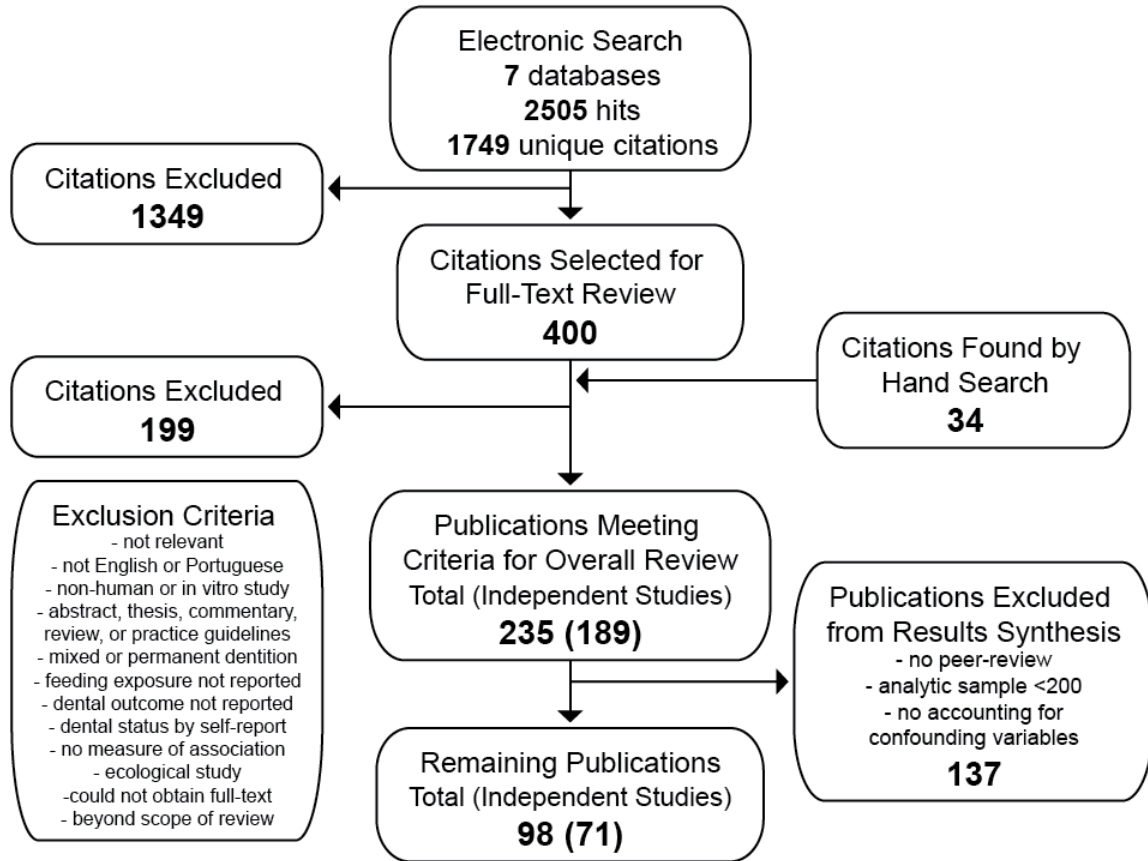 Electronic Search
7 databases
2505 hits
1749 unique citations
Citations Excluded
1349
Citations Selected for
Full-Text Review
400
Citations Found by
Hand Search
34
Citations Excluded
199
Exclusion Criteria
- not relevant
- not English or Portuguese
- non-human or in vitro study
- abstract, thesis, commentary,
review, or practice guidelines
- mixed or permanent dentition
- feeding exposure not reported
- dental outcome not reported
- dental status by self-report
- no measure of association
- ecological study
-could not obtain full-text
- beyond scope of review
Publications Meeting
Criteria for Overall Review
Total (Independent Studies)
235 (189)
Publications Excluded
from Results Synthesis
- no peer-review
- analytic sample <200
- no accounting for
confounding variables
137
Remaining Publications
Total (Independent Studies)
98 (71)